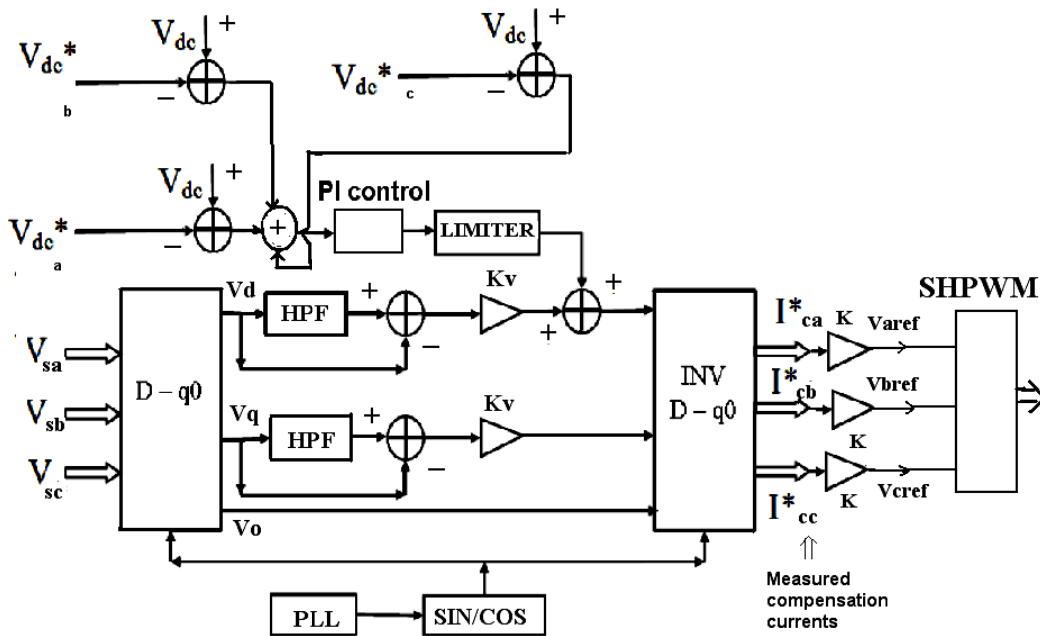 Vdc +
Vdc*
b
−
Vdc +
Vdc*
c
−
Vdc +
Vdc*
a
−
+
PI control
LIMITER
Vd
HPF
+
−
Kv
+
+
Vsa
Vsb
Vsc
D - q0
Vq
HPF
+
−
Kv
Vo
INV
D - q0
I*ca
K
Varef
I*cb
K
Vbref
I*cc
K
Vcref
SHPWM
Measured
compensation
currents
PLL
SIN/COS